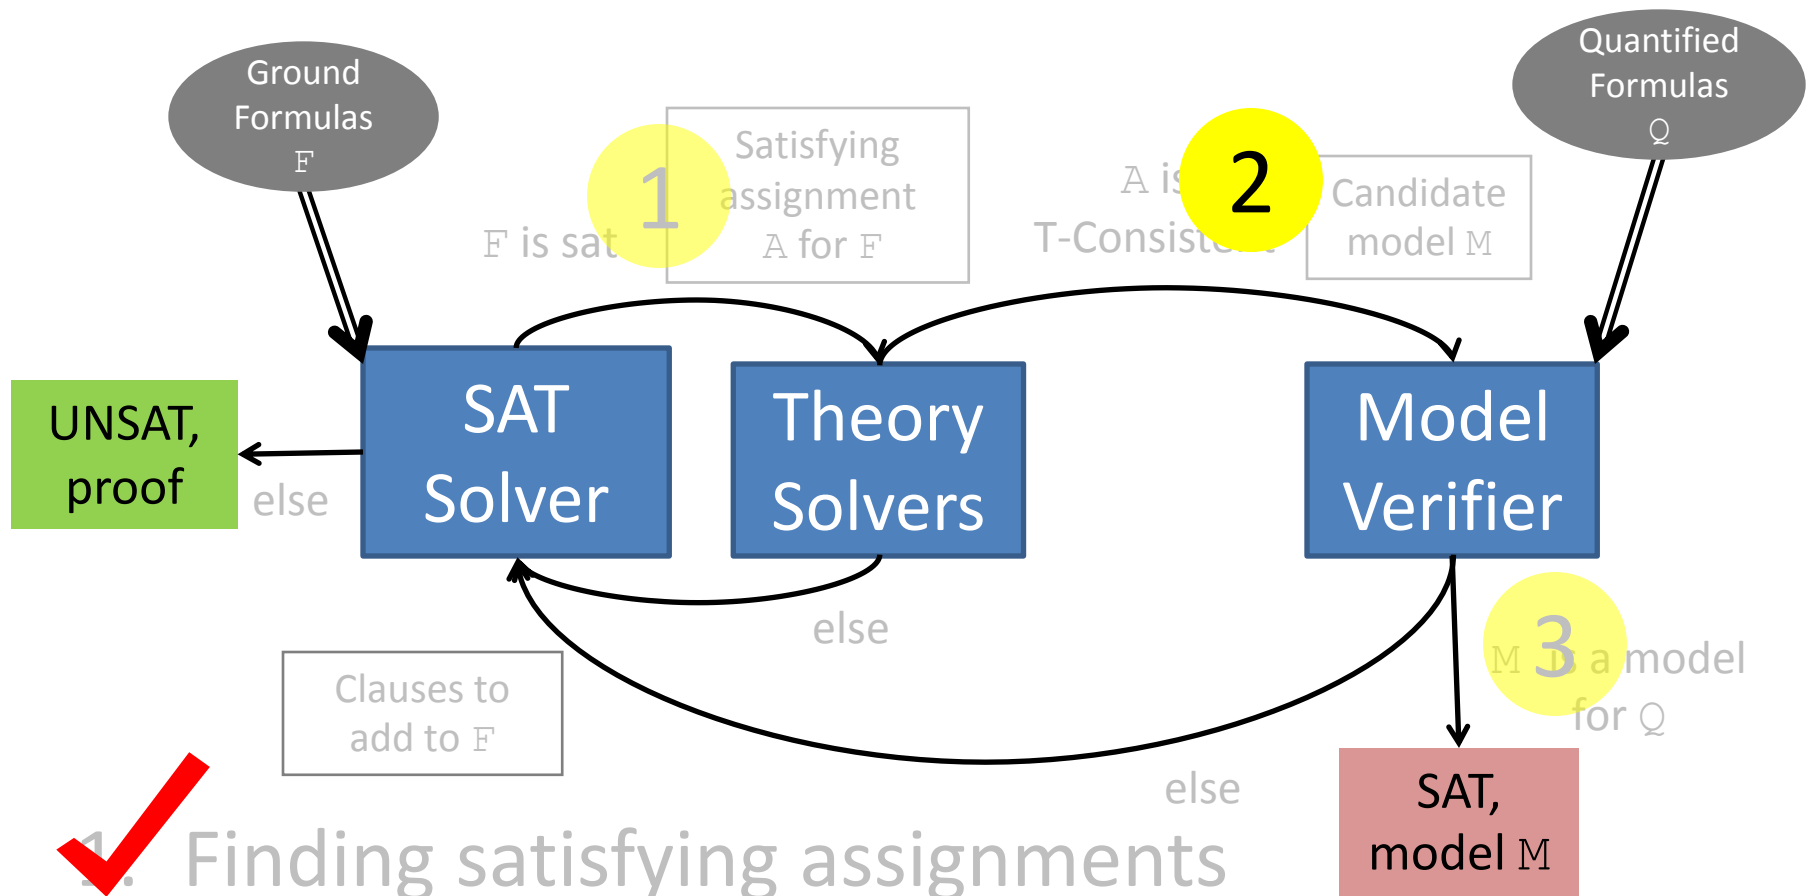 Ground
Formulas
F
Quantified
Formulas
Q
1
Satisfying
assignment
A for F
F is sat
2
A is
T-Consistent
Candidate
model M
SAT
Solver
Theory
Solvers
Model
Verifier
UNSAT,
proof
else
else
3
M is a model
for Q
Clauses to
add to F
else
SAT,
model M
1. Finding satisfying assignments